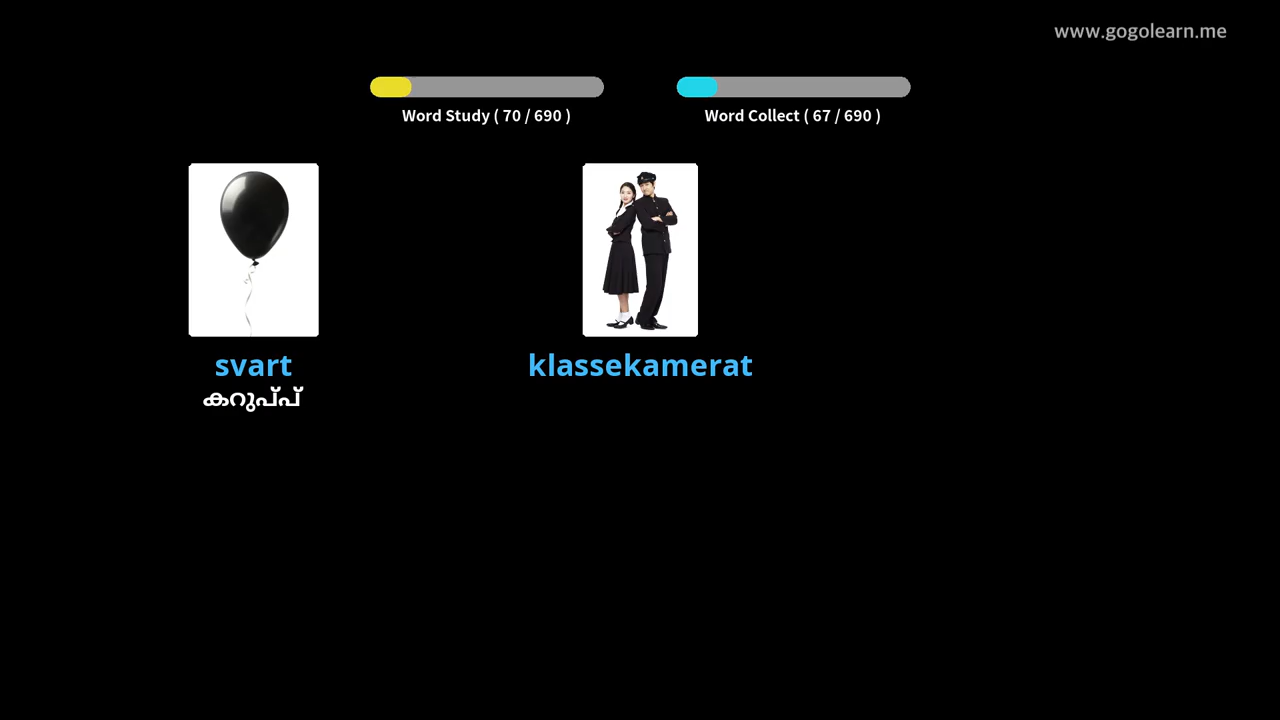 www.gogolearn.me
Word Study ( 70 / 690 )
Word Collect ( 67 / 690 )
svart
കറുപ്പ്
klassekamerat